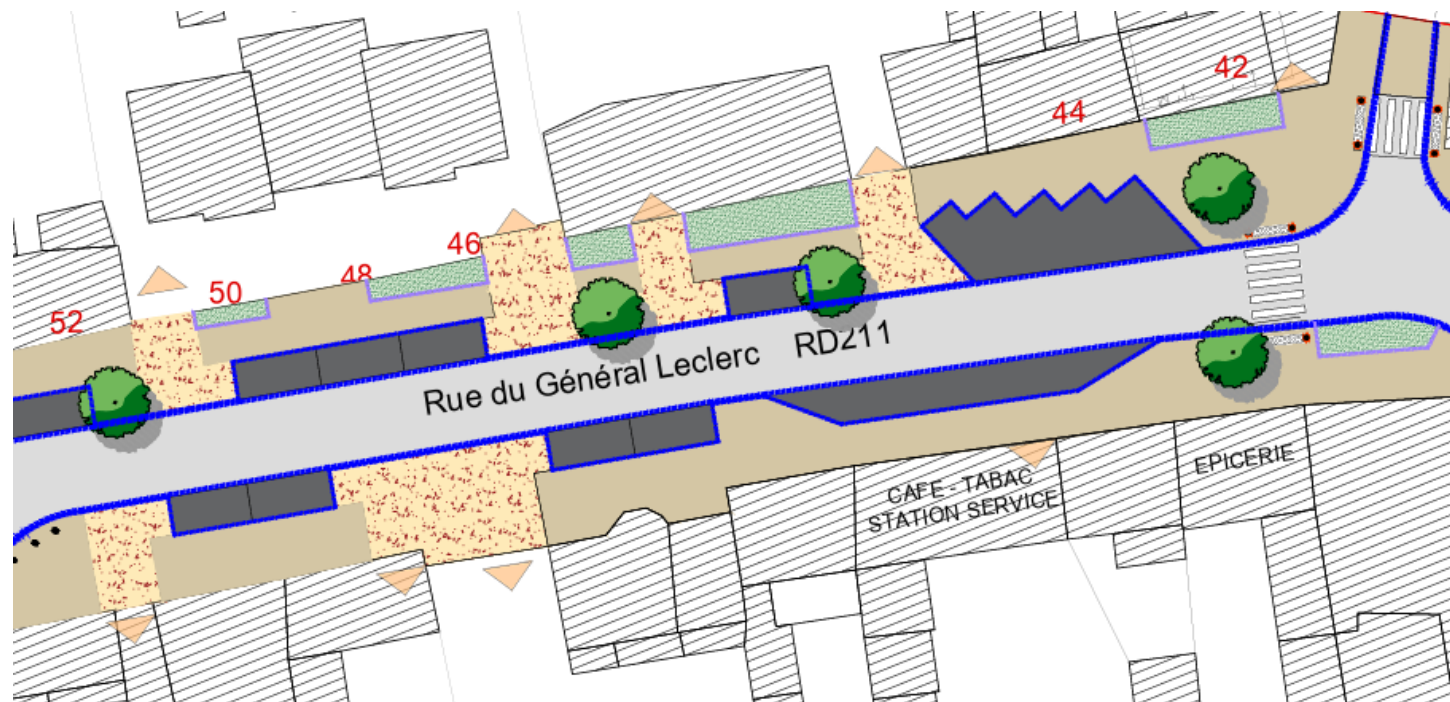 42
44
46
48
50
52
Rue du Général Leclerc RD211
CAFE - TABAC
STATION SERVICE
EPICERIE